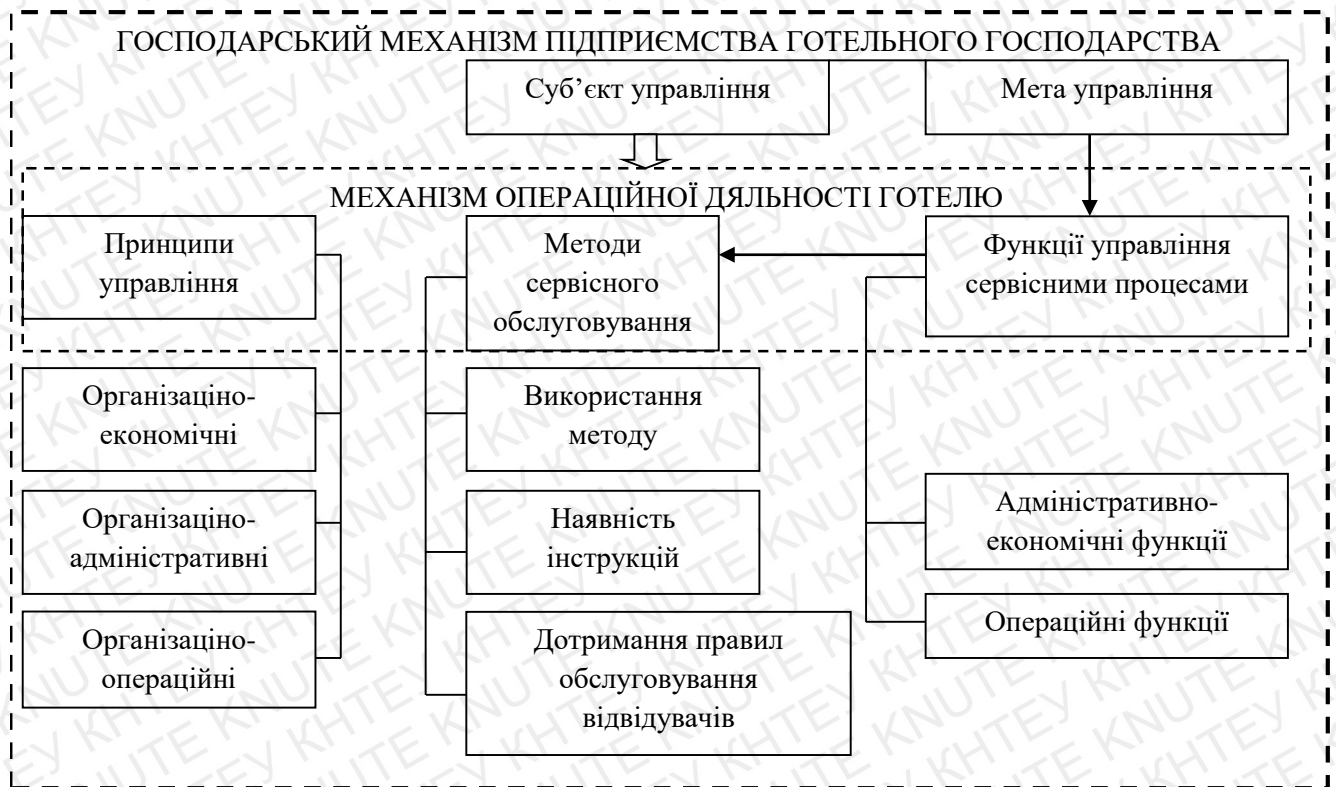 ГОСПОДАРСЬКИЙ МЕХАНІЗМ ПІДПРИЄМСТВА ГОТЕЛЬНОГО ГОСПОДАРСТВА
Суб’єкт управління
Мета управління
МЕХАНІЗМ ОПЕРАЦІЙНОЇ ДЯЛЬНОСТІ ГОТЕЛЮ
Принципи
управління
Методи
сервісного
обслуговування
Функції управління
сервісними процесами
Організаціно-
економічні
Використання
методу
Організаціно-
адміністративні
Наявність
інструкцій
Адміністративно-
економічні функції
Організаціно-
операційні
Дотримання правил
обслуговування
відвідувачів
Операційні функції